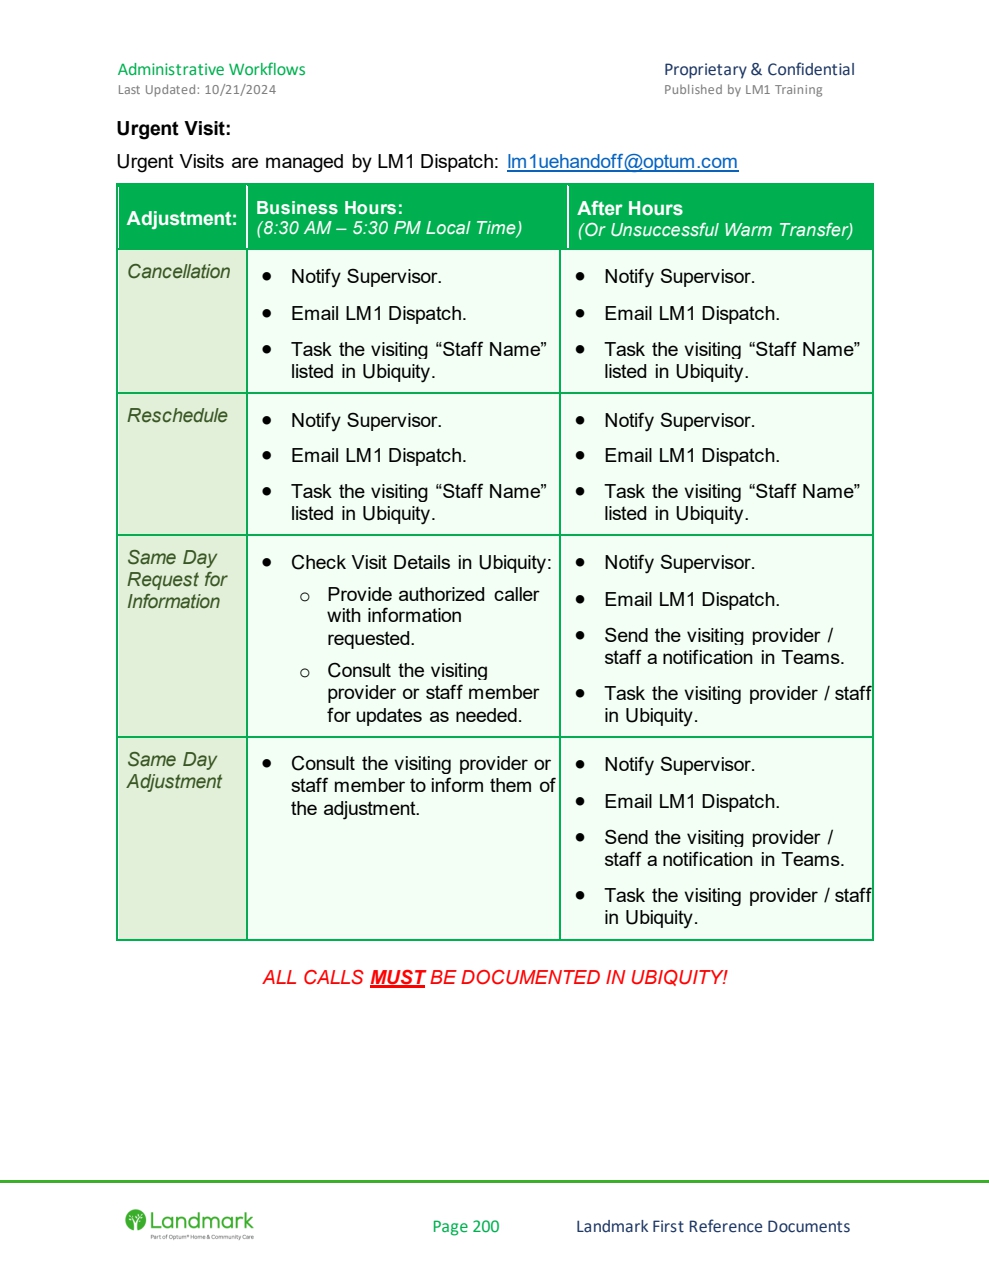 Administrative Workflows
Proprietary & Confidential
Last Updated: 10/21/2024
Published by LM1 Training
Urgent Visit:
Urgent Visits are managed by LM1 Dispatch: lm1uehandoff@optum.com
Adjustment:
Business Hours:
(8:30 AM – 5:30 PM Local Time)
After Hours
(Or Unsuccessful Warm Transfer)
Cancellation
● Notify Supervisor.
● Email LM1 Dispatch.
● Task the visiting “Staff Name”
listed in Ubiquity.
● Notify Supervisor.
● Email LM1 Dispatch.
● Task the visiting “Staff Name”
listed in Ubiquity.
Reschedule
● Notify Supervisor.
● Email LM1 Dispatch.
● Task the visiting “Staff Name”
listed in Ubiquity.
● Notify Supervisor.
● Email LM1 Dispatch.
● Task the visiting “Staff Name”
listed in Ubiquity.
Same Day
Request for
Information
● Check Visit Details in Ubiquity:
o Provide authorized caller
with information
requested.
o Consult the visiting
provider or staff member
for updates as needed.
● Notify Supervisor.
● Email LM1 Dispatch.
● Send the visiting provider /
staff a notification in Teams.
● Task the visiting provider / staff
in Ubiquity.
Same Day
Adjustment
● Consult the visiting provider or
staff member to inform them of
the adjustment.
● Notify Supervisor.
● Email LM1 Dispatch.
● Send the visiting provider /
staff a notification in Teams.
● Task the visiting provider / staff
in Ubiquity.
ALL CALLS MUST BE DOCUMENTED IN UBIQUITY!
Landmark
Part of Optum® Home & Community Care
Page 200
Landmark First Reference Documents